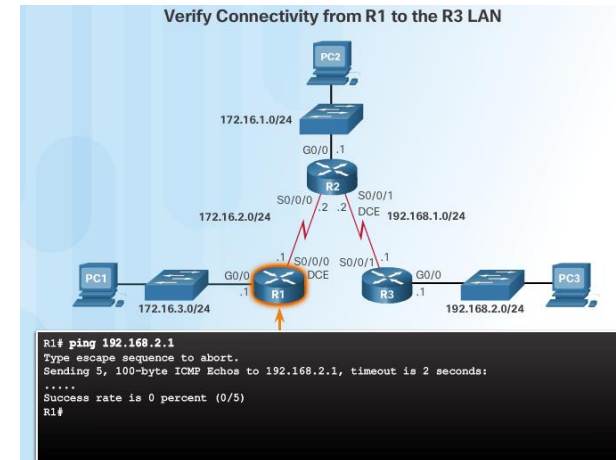 Verify Connectivity from R1 to the R3 LAN
PC2
172.16.1.0/24
G0/0 .1
R2
S0/0/0 .2 .2 S0/0/1
DCE
172.16.2.0/24
192.168.1.0/24
.1 S0/0/0
DCE
S0/0/1 .1
PC1
G0/0
.1
R1
R3
G0/0
.1
PC3
172.16.3.0/24
192.168.2.0/24
R1# ping 192.168.2.1
Type escape sequence to abort.
Sending 5, 100-byte ICMP Echos to 192.168.2.1, timeout is 2 seconds:
.....
Success rate is 0 percent (0/5)
R1#